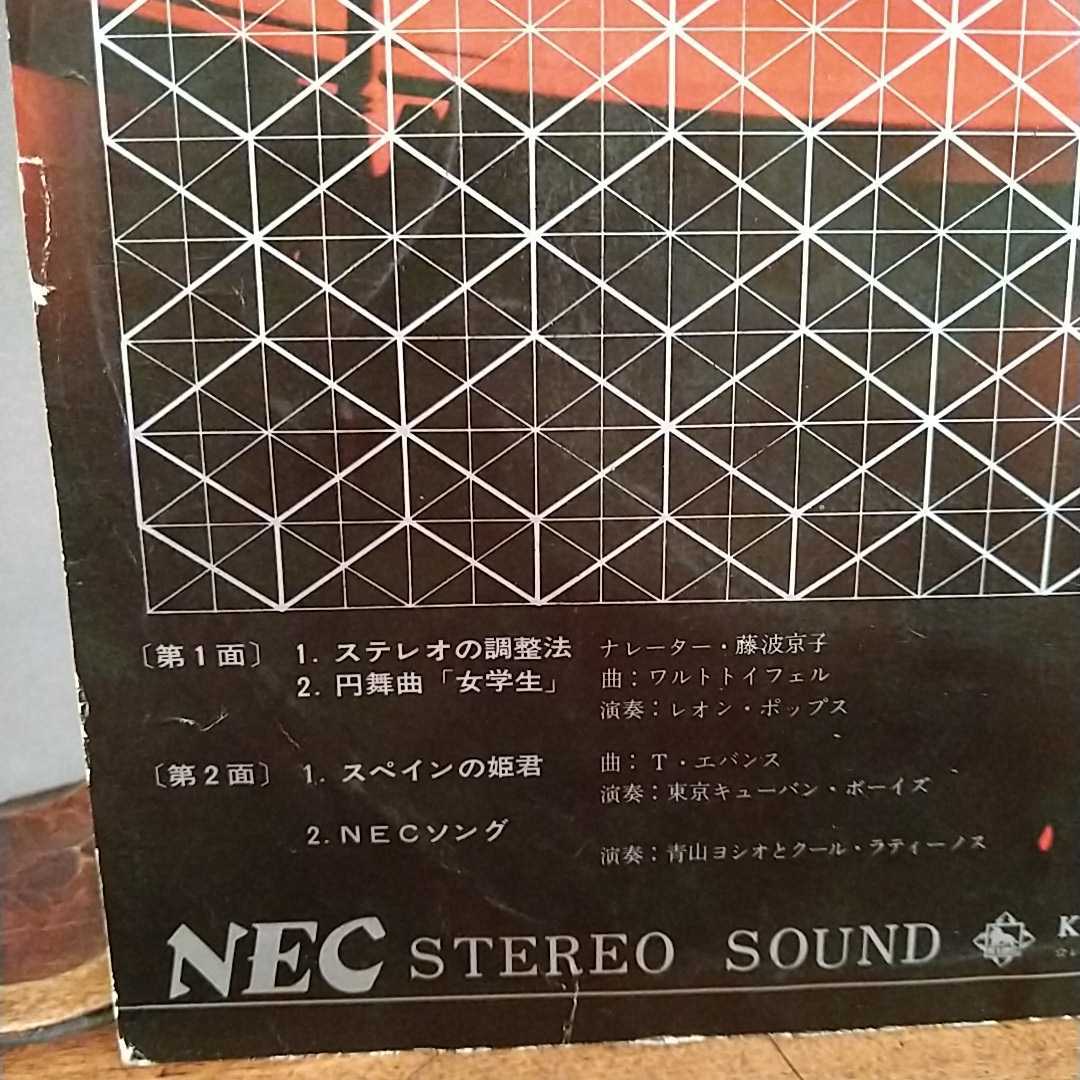 〔第1面〕 1. ステレオの調整法 ナレーター・藤波京子
2. 円舞曲「女学生」 曲：ワルトトイフェル
演奏：レオン・ポップス
〔第2面〕 1. スペインの姫君 曲：T・エバンス
演奏：東京キューバン・ボーイズ
2. NECソング
演奏：青山ヨシオとクール・ラティーノス
NEC STEREO SOUND K